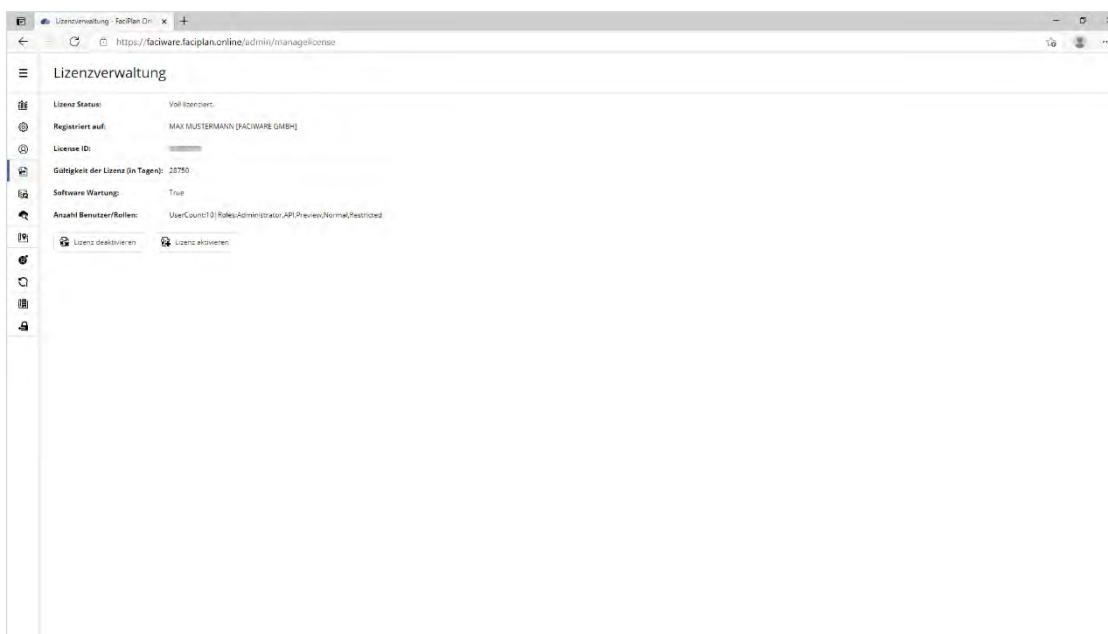 Lizenzverwaltung - FaciPlan On
https://faciware.faciplan.online/admin/managelicense
Lizenzverwaltung
Lizenz Status: Voll lizenziert.
Registriert auf: MAX MUSTERMANN [FACIWARE GMBH]
License ID:
Gültigkeit der Lizenz (in Tagen): 28750
Software Wartung: True
Anzahl Benutzer/Rollen: UserCount:10|Roles:Administrator,API,Preview,Normal,Restricted
Lizenz deaktivieren Lizenz aktivieren